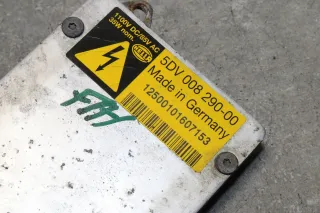 1100V DC/85V AC
35W nom.
HELLA
5DV 008 290-00
Made in Germany
12500101607153